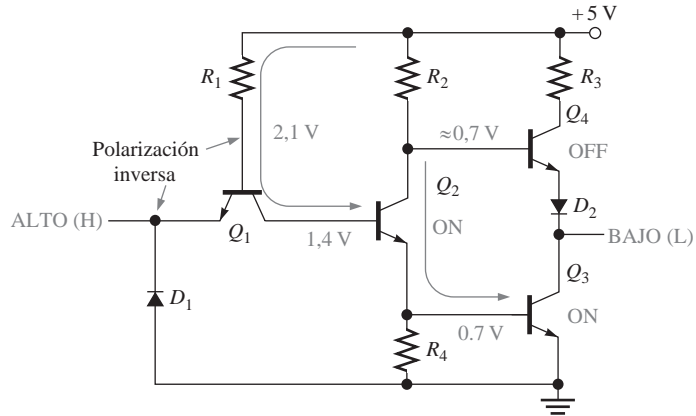 +5 V
R1
R2
R3
Q4
2,1 V
≈0,7 V
OFF
Polarización
inversa
Q2
D2
ALTO (H)
Q1
1,4 V
ON
BAJO (L)
Q3
D1
0.7 V
ON
R4